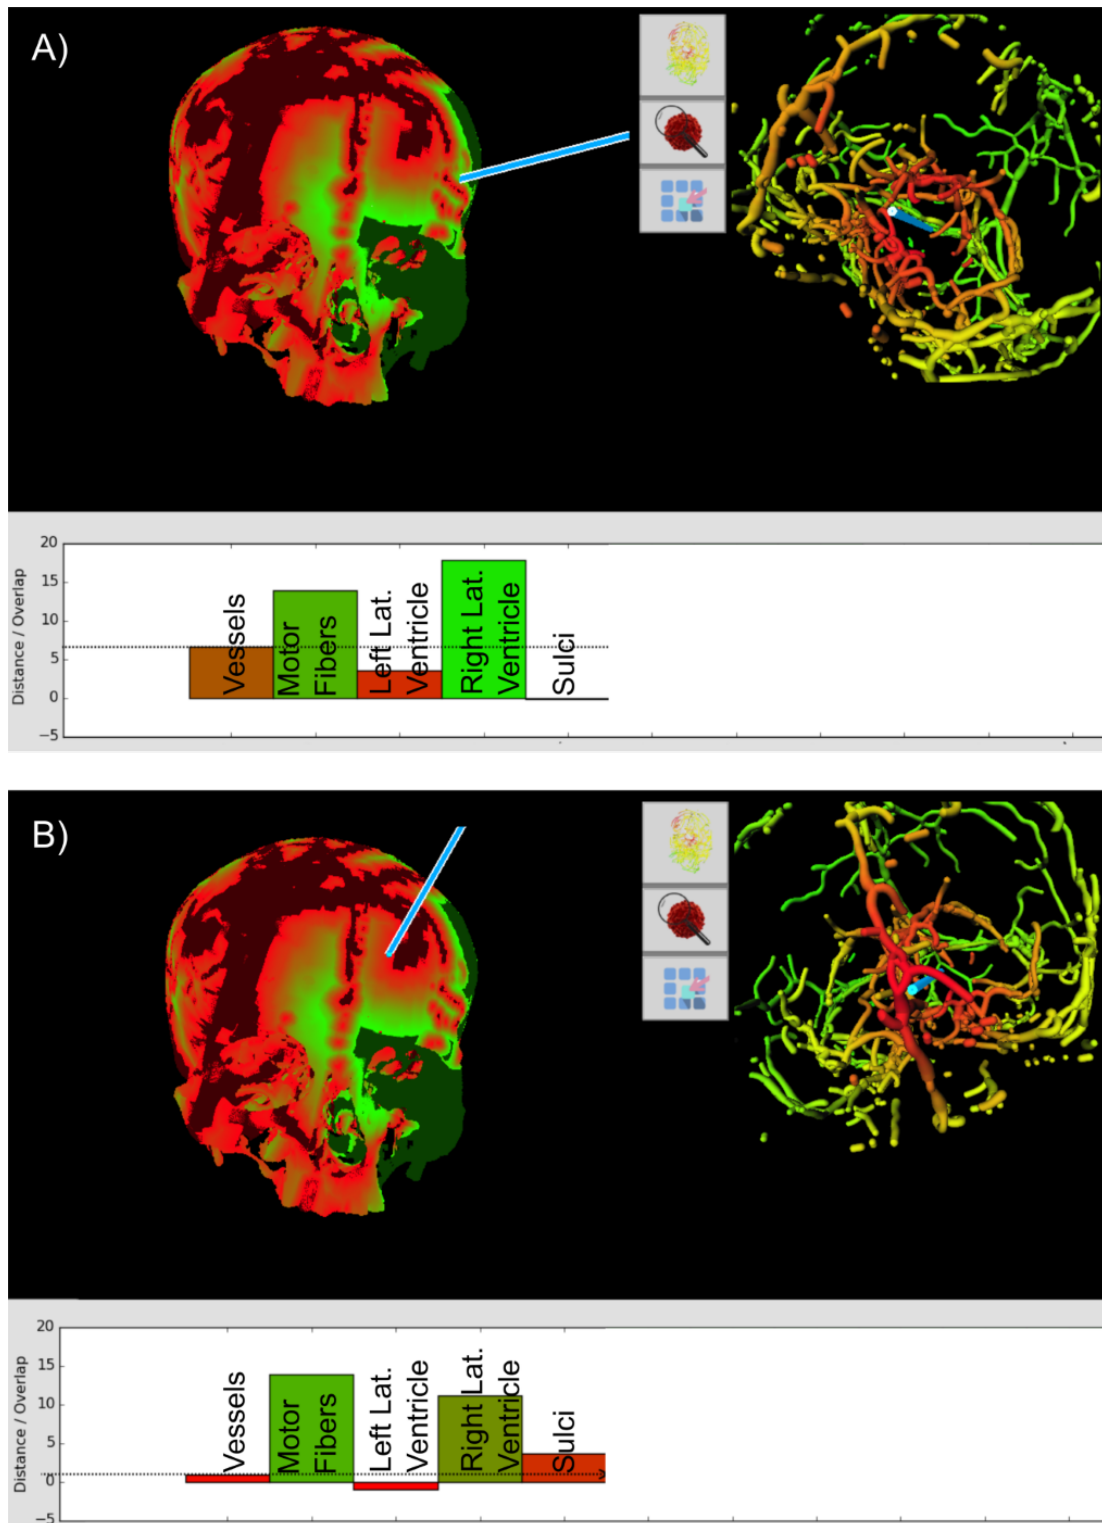 A)
20
15
10
5
0
−5
Distance / Overlap
Vessels
Motor
Fibers
Left Lat.
Ventricle
Right Lat.
Ventricle
Sulci
B)
20
15
10
5
0
−5
Distance / Overlap
Vessels
Motor
Fibers
Left Lat.
Ventricle
Right Lat.
Ventricle
Sulci